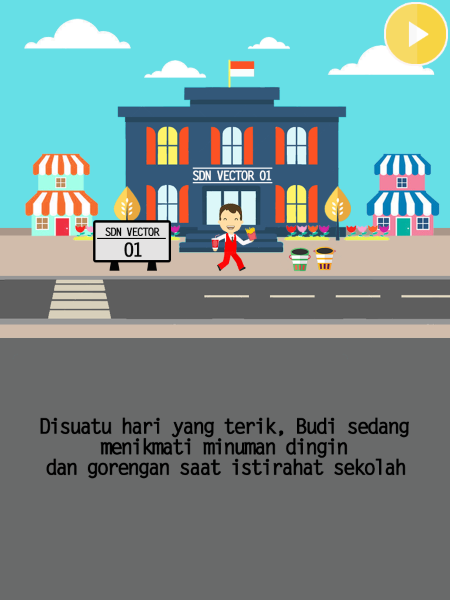 SDN VECTOR 01
SDN VECTOR
01
Disuatu hari yang terik, Budi sedang
menikmati minuman dingin
dan gorengan saat istirahat sekolah